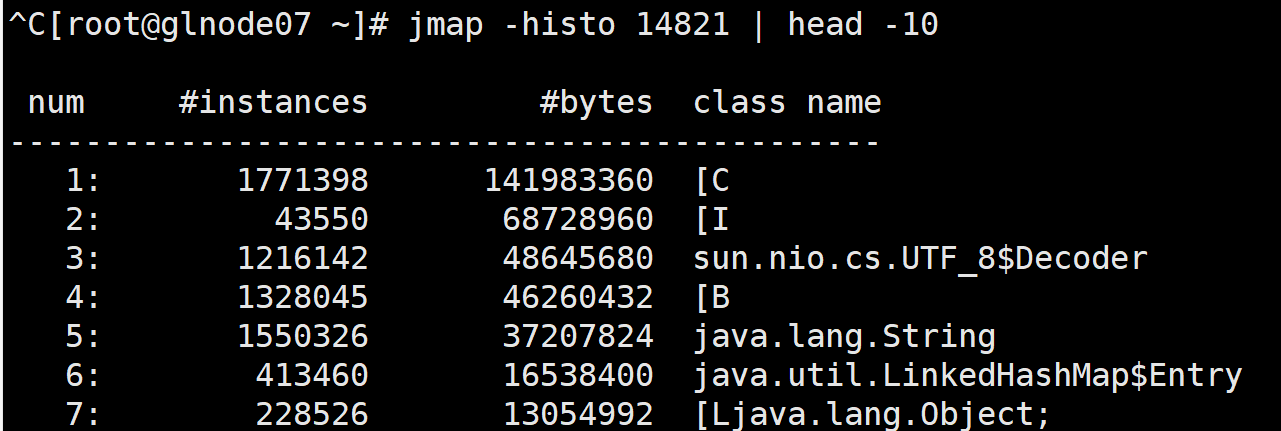 ^C[root@glnode07 ~]# jmap -histo 14821 | head -10
num #instances #bytes class name
----------------------------------------------
1: 1771398 141983360 [C
2: 43550 68728960 [I
3: 1216142 48645680 sun.nio.cs.UTF_8$Decoder
4: 1328045 46260432 [B
5: 1550326 37207824 java.lang.String
6: 413460 16538400 java.util.LinkedHashMap$Entry
7: 228526 13054992 [Ljava.lang.Object;